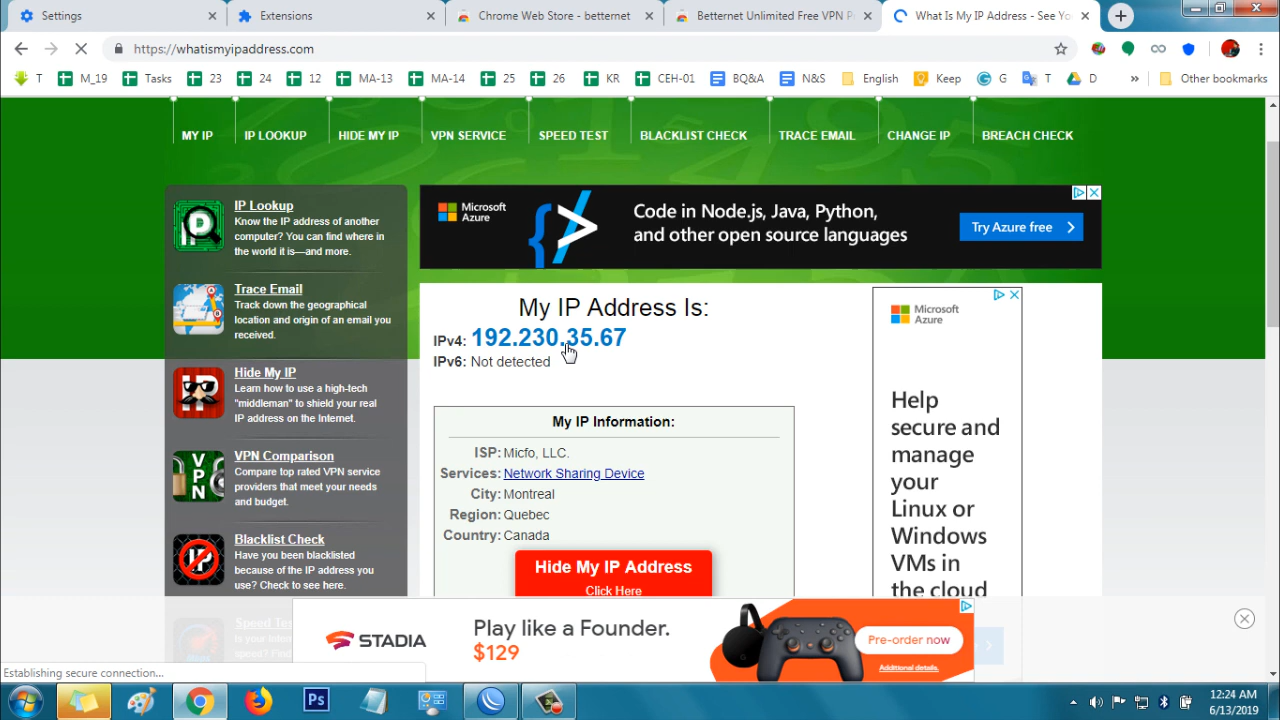 Settings
Extensions
Chrome Web Store - betternet
Betternet Unlimited Free VPN P
What Is My IP Address - See Yo
https://whatismyipaddress.com
T
M_19
Tasks
23
24
12
MA-13
MA-14
25
26
KR
CEH-01
BQ&A
N&S
English
Keep
G
T
D
»
Other bookmarks
MY IP
IP LOOKUP
HIDE MY IP
VPN SERVICE
SPEED TEST
BLACKLIST CHECK
TRACE EMAIL
CHANGE IP
BREACH CHECK
IP Lookup
Know the IP address of another
computer? You can find where in
the world it is—and more.
Trace Email
Track down the geographical
location and origin of an email you
received.
Hide My IP
Learn how to use a high-tech
"middleman" to shield your real
IP address on the Internet.
VPN
VPN Comparison
Compare top rated VPN service
providers that meet your needs
and budget.
Blacklist Check
Have you been blacklisted
because of the IP address you
use? Check to see here.
Microsoft
Azure
Code in Node.js, Java, Python,
and other open source languages
Try Azure free
My IP Address Is:
IPv4: 192.230.35.67
IPv6: Not detected
My IP Information:
ISP: Micfo, LLC.
Services: Network Sharing Device
City: Montreal
Region: Quebec
Country: Canada
Hide My IP Address
Click Here
Microsoft
Azure
Help
secure and
manage
your
Linux or
Windows
VMs in
the cloud
STADIA
Play like a Founder.
$129
Pre-order now
Additional details.
Establishing secure connection...
Ps
12:24 AM
6/13/2019